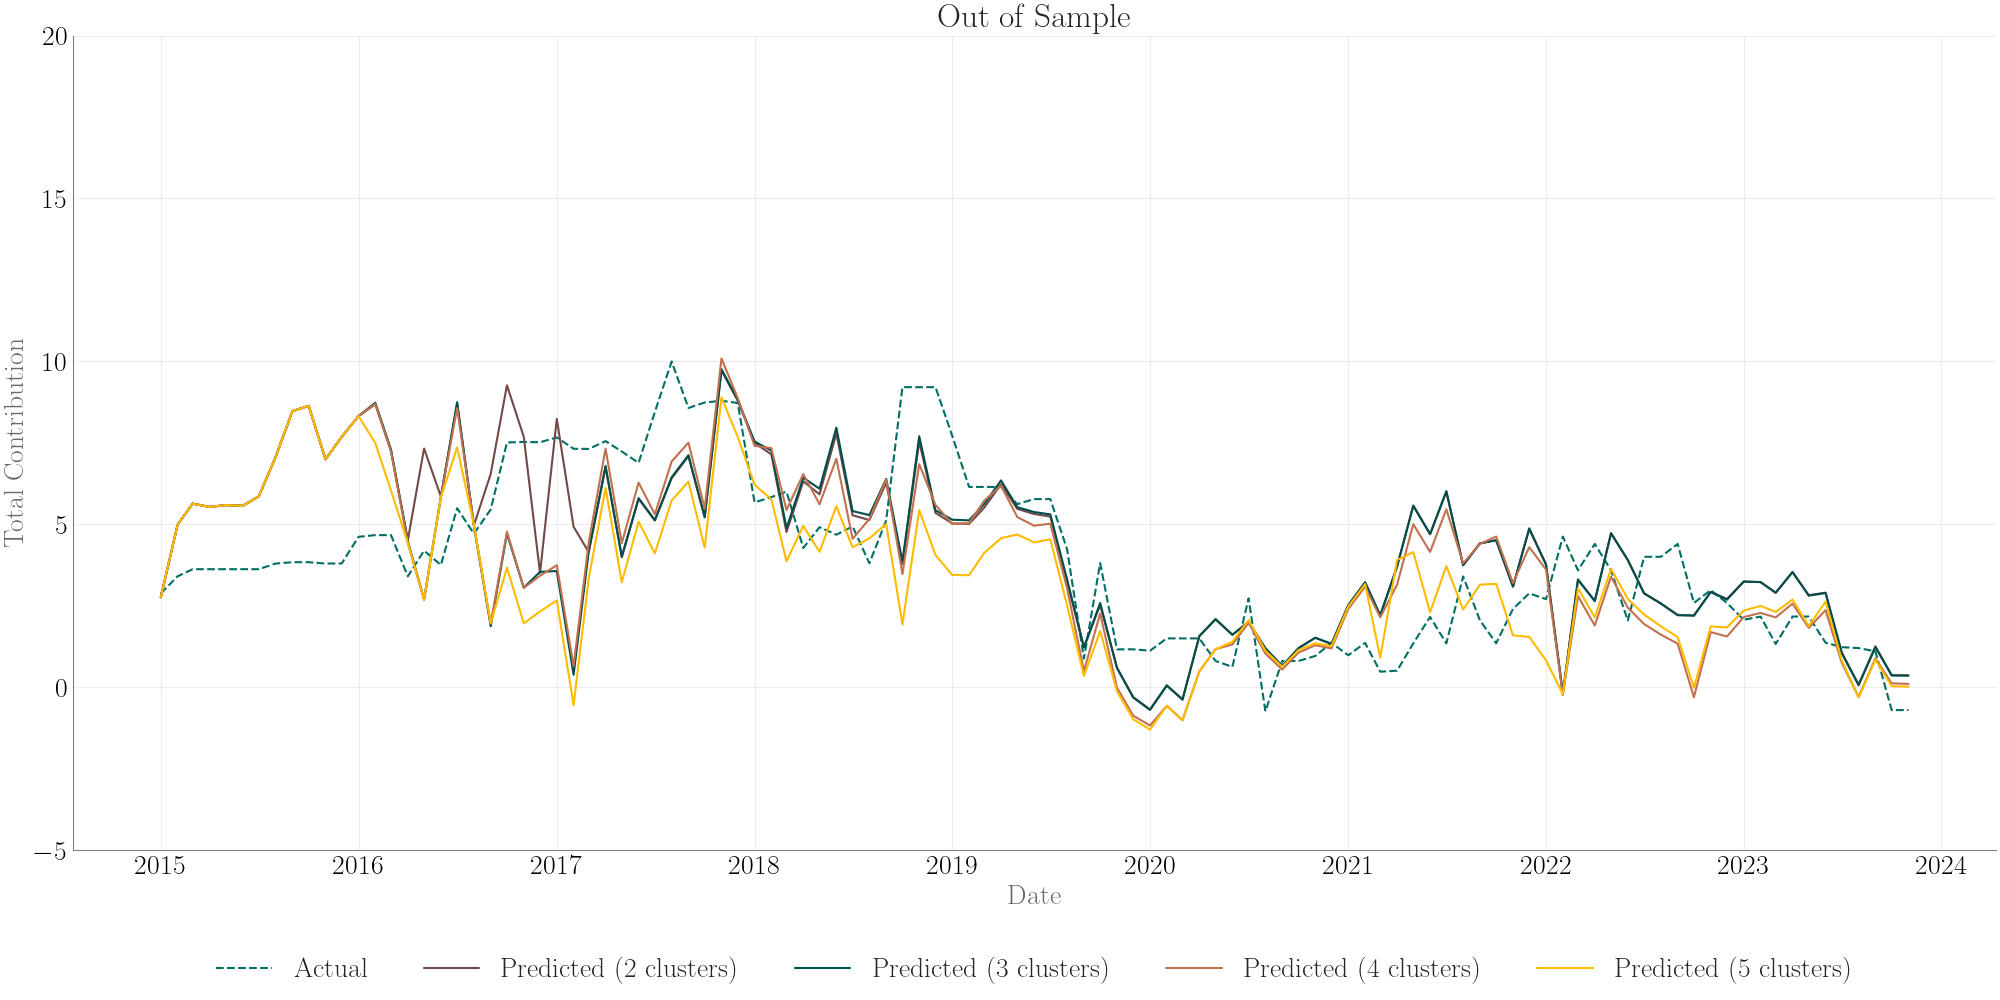 Out of Sample
20
15
10
5
0
−5
Total Contribution
2015 2016 2017 2018 2019 2020 2021 2022 2023 2024
Date
Actual Predicted (2 clusters) Predicted (3 clusters) Predicted (4 clusters) Predicted (5 clusters)